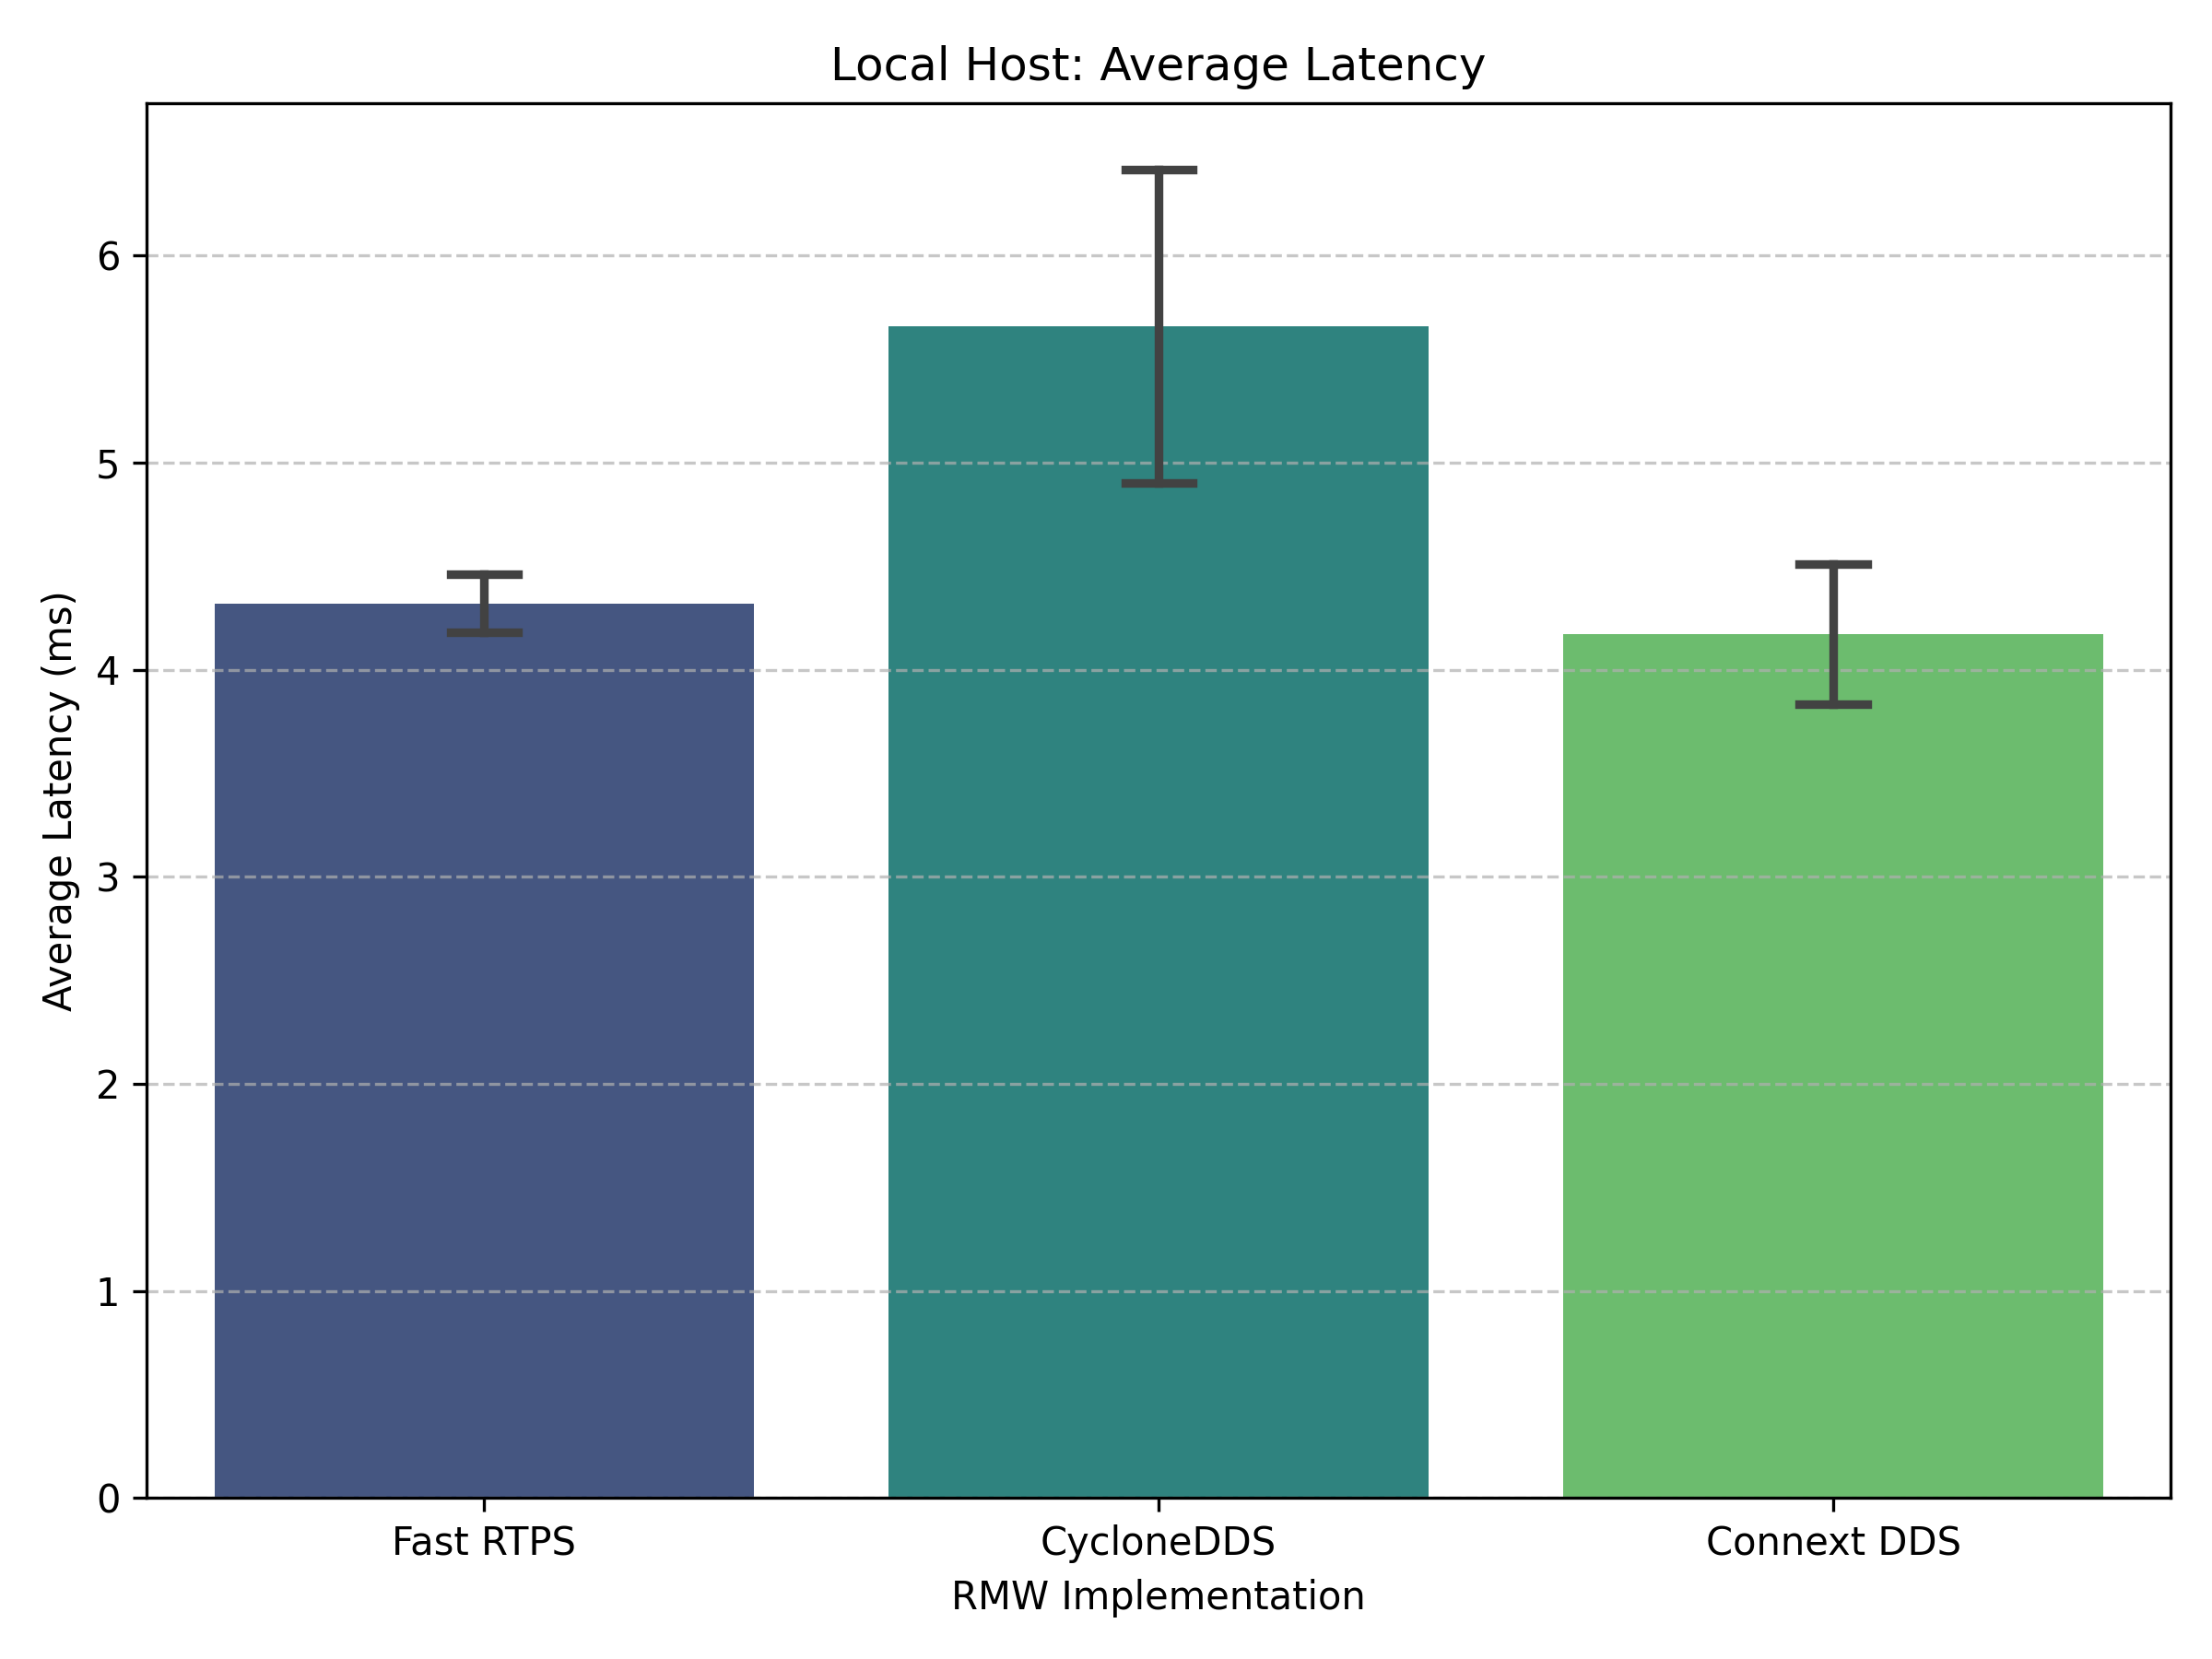 Local Host: Average Latency
Average Latency (ms)
6
5
4
3
2
1
0
Fast RTPS
CycloneDDS
Connext DDS
RMW Implementation